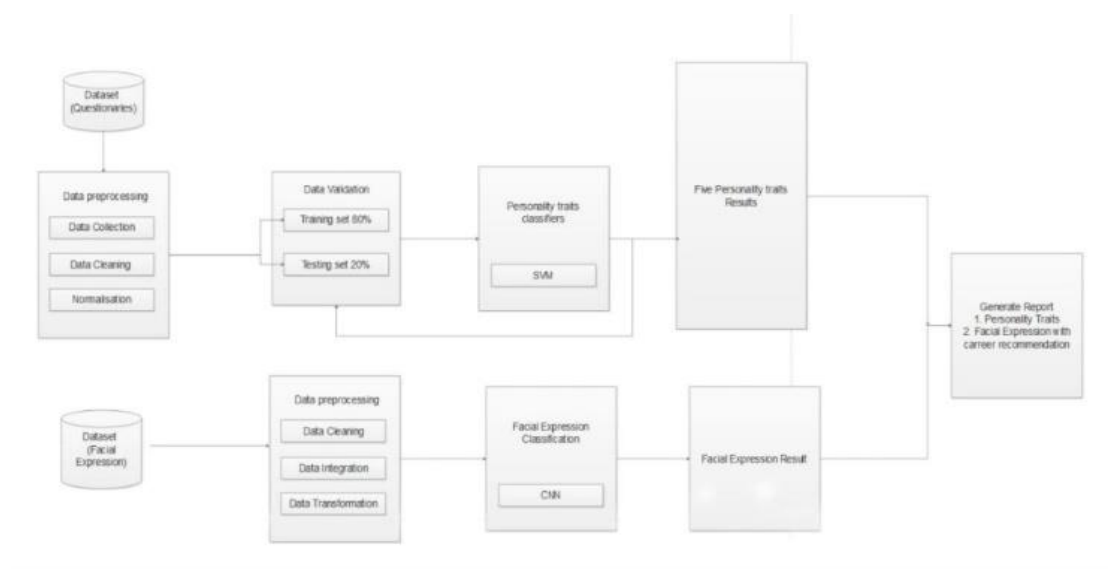 Dataset
(Questionaries)
Data preprocessing
Data Collection
Data Cleaning
Normalisation
Data Validation
Training set 80%
Testing set 20%
Personality traits
classifiers
SVM
Five Personality traits
Results
Generate Report
1. Personality Traits
2. Facial Expression with
carreer recommendation
Dataset
(Facial
Expression)
Data preprocessing
Data Cleaning
Data Integration
Data Transformation
Facial Expression
Classification
CNN
Facial Expression Result